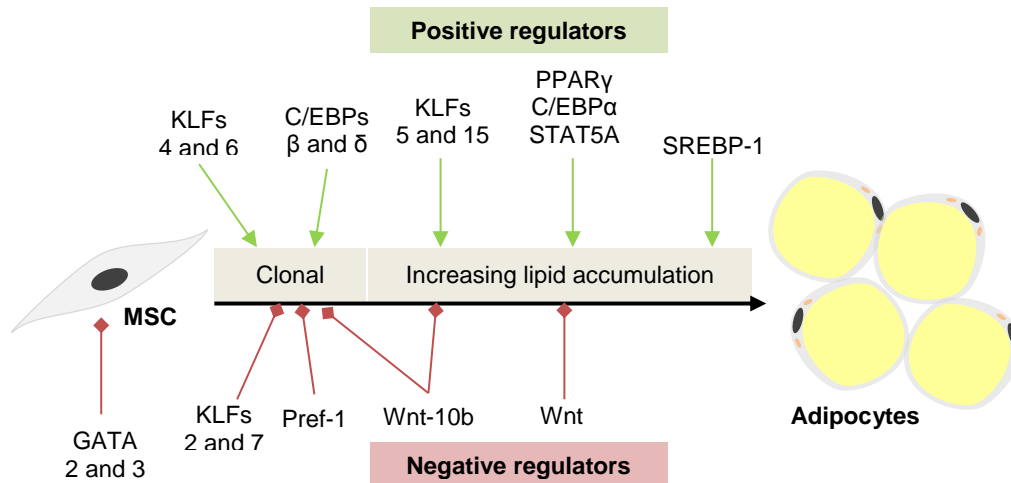 Positive regulators
KLFs
4 and 6
C/EBPs
β and δ
KLFs
5 and 15
PPARγ
C/EBPα
STAT5A
SREBP-1
Clonal
Increasing lipid accumulation
MSC
GATA
2 and 3
KLFs
2 and 7
Pref-1
Wnt-10b
Wnt
Adipocytes
Negative regulators